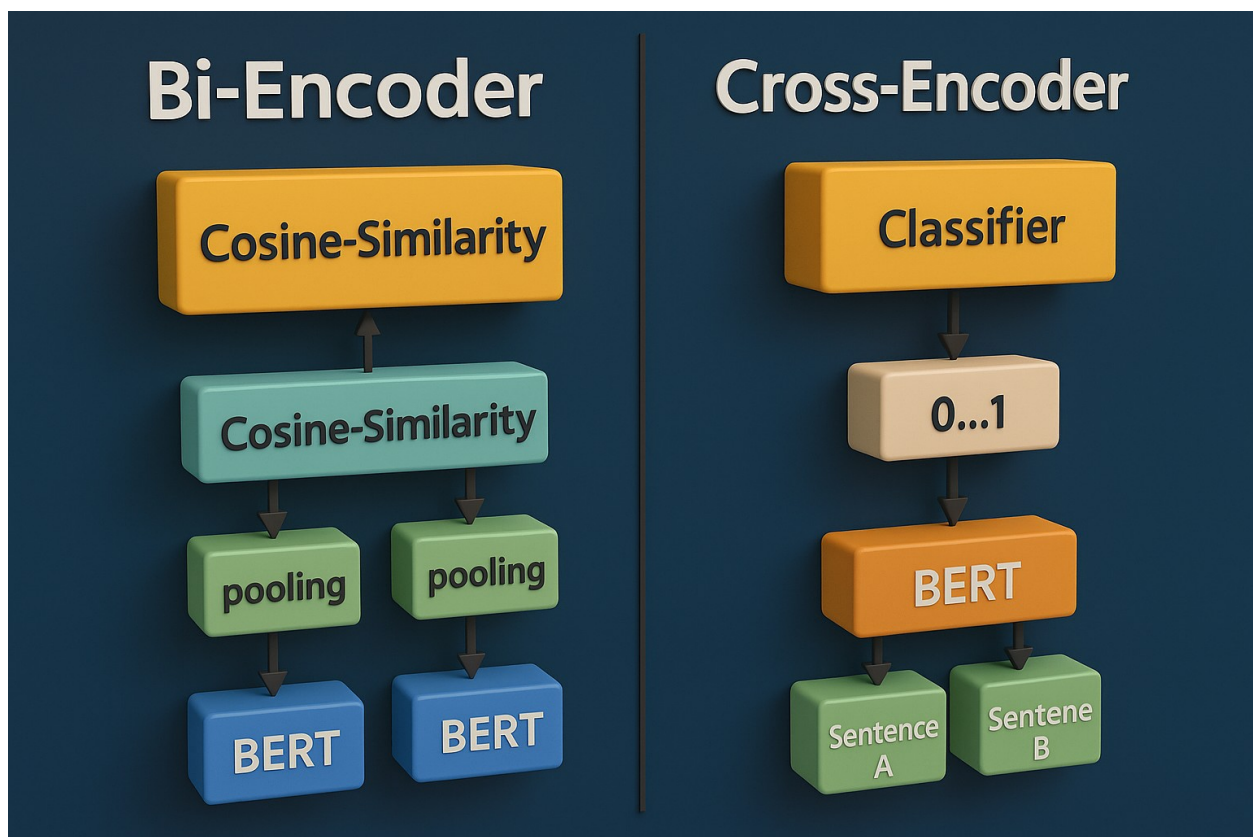 Bi-Encoder
Cosine-Similarity
Cosine-Similarity
pooling
pooling
BERT
BERT
Cross-Encoder
Classifier
0...1
BERT
Sentence
A
Sentene
B